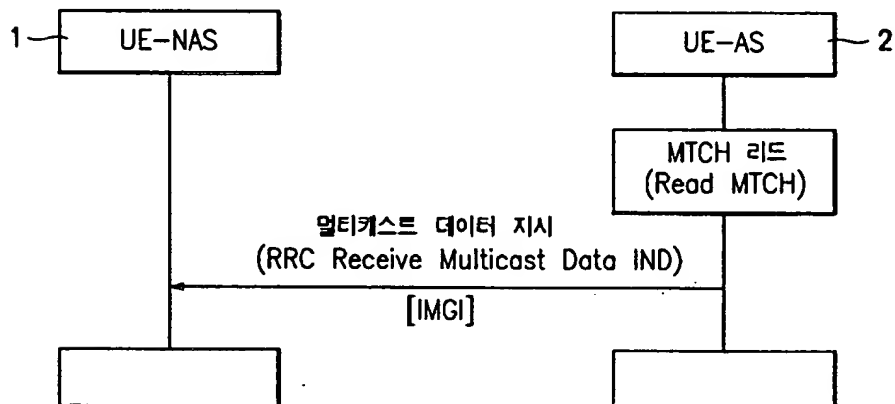 1 UE-NAS
UE-AS 2
MTCH 리드
(Read MTCH)
멀티캐스트 데이터 지시
(RRC Receive Multicast Data IND)
[IMGI]